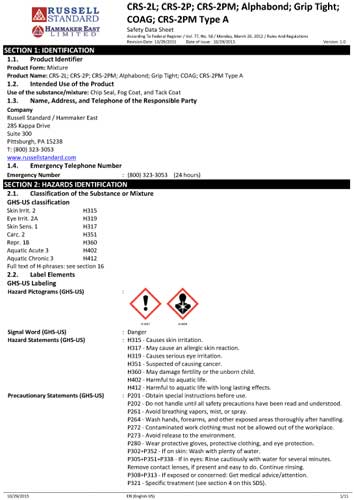 RUSSELL
STANDARD
HAMMAKER EAST
LIMITED
CRS-2L; CRS-2P; CRS-2PM; Alphabond; Grip Tight;
COAG; CRS-2PM Type A
Safety Data Sheet
According To Federal Register / Vol. 77, No. 58 / Monday, March 26, 2012 / Rules And Regulations
Revision Date: 10/29/2015 Date of issue: 10/29/2015 Version: 1.0
SECTION 1: IDENTIFICATION
1.1. Product Identifier
Product Form: Mixture
Product Name: CRS-2L; CRS-2P; CRS-2PM; Alphabond; Grip Tight; COAG; CRS-2PM Type A
1.2. Intended Use of the Product
Use of the substance/mixture: Chip Seal, Fog Coat, and Tack Coat
1.3. Name, Address, and Telephone of the Responsible Party
Company
Russell Standard / Hammaker East
285 Kappa Drive
Suite 300
Pittsburgh, PA 15238
T: (800) 323-3053
www.russellstandard.com
1.4. Emergency Telephone Number
Emergency Number : (800) 323-3053 (24 hours)
SECTION 2: HAZARDS IDENTIFICATION
2.1. Classification of the Substance or Mixture
GHS-US classification
Skin Irrit. 2 H315
Eye Irrit. 2A H319
Skin Sens. 1 H317
Carc. 2 H351
Repr. 1B H360
Aquatic Acute 3 H402
Aquatic Chronic 3 H412
Full text of H-phrases: see section 16
2.2. Label Elements
GHS-US Labeling
Hazard Pictograms (GHS-US) :
Signal Word (GHS-US) : Danger
Hazard Statements (GHS-US) : H315 - Causes skin irritation.
H317 - May cause an allergic skin reaction.
H319 - Causes serious eye irritation.
H351 - Suspected of causing cancer.
H360 - May damage fertility or the unborn child.
H402 - Harmful to aquatic life.
H412 - Harmful to aquatic life with long lasting effects.
Precautionary Statements (GHS-US) : P201 - Obtain special instructions before use.
P202 - Do not handle until all safety precautions have been read and understood.
P261 - Avoid breathing vapors, mist, or spray.
P264 - Wash hands, forearms, and other exposed areas thoroughly after handling.
P272 - Contaminated work clothing must not be allowed out of the workplace.
P273 - Avoid release to the environment.
P280 - Wear protective gloves, protective clothing, and eye protection.
P302+P352 - If on skin: Wash with plenty of water.
P305+P351+P338 - If in eyes: Rinse cautiously with water for several minutes.
Remove contact lenses, if present and easy to do. Continue rinsing.
P308+P313 - If exposed or concerned: Get medical advice/attention.
P321 - Specific treatment (see section 4 on this SDS).
10/29/2015 EN (English US) 1/11